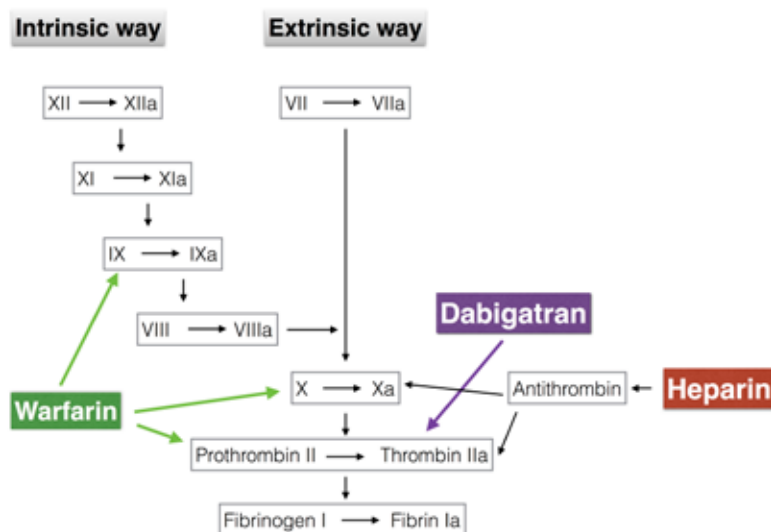 Intrinsic way
Extrinsic way
XII XIIa
VII VIIa
XI XIa
IX IXa
VIII VIIIa
Dabigatran
X Xa
Antithrombin
Heparin
Warfarin
Prothrombin II Thrombin IIa
Fibrinogen I Fibrin Ia